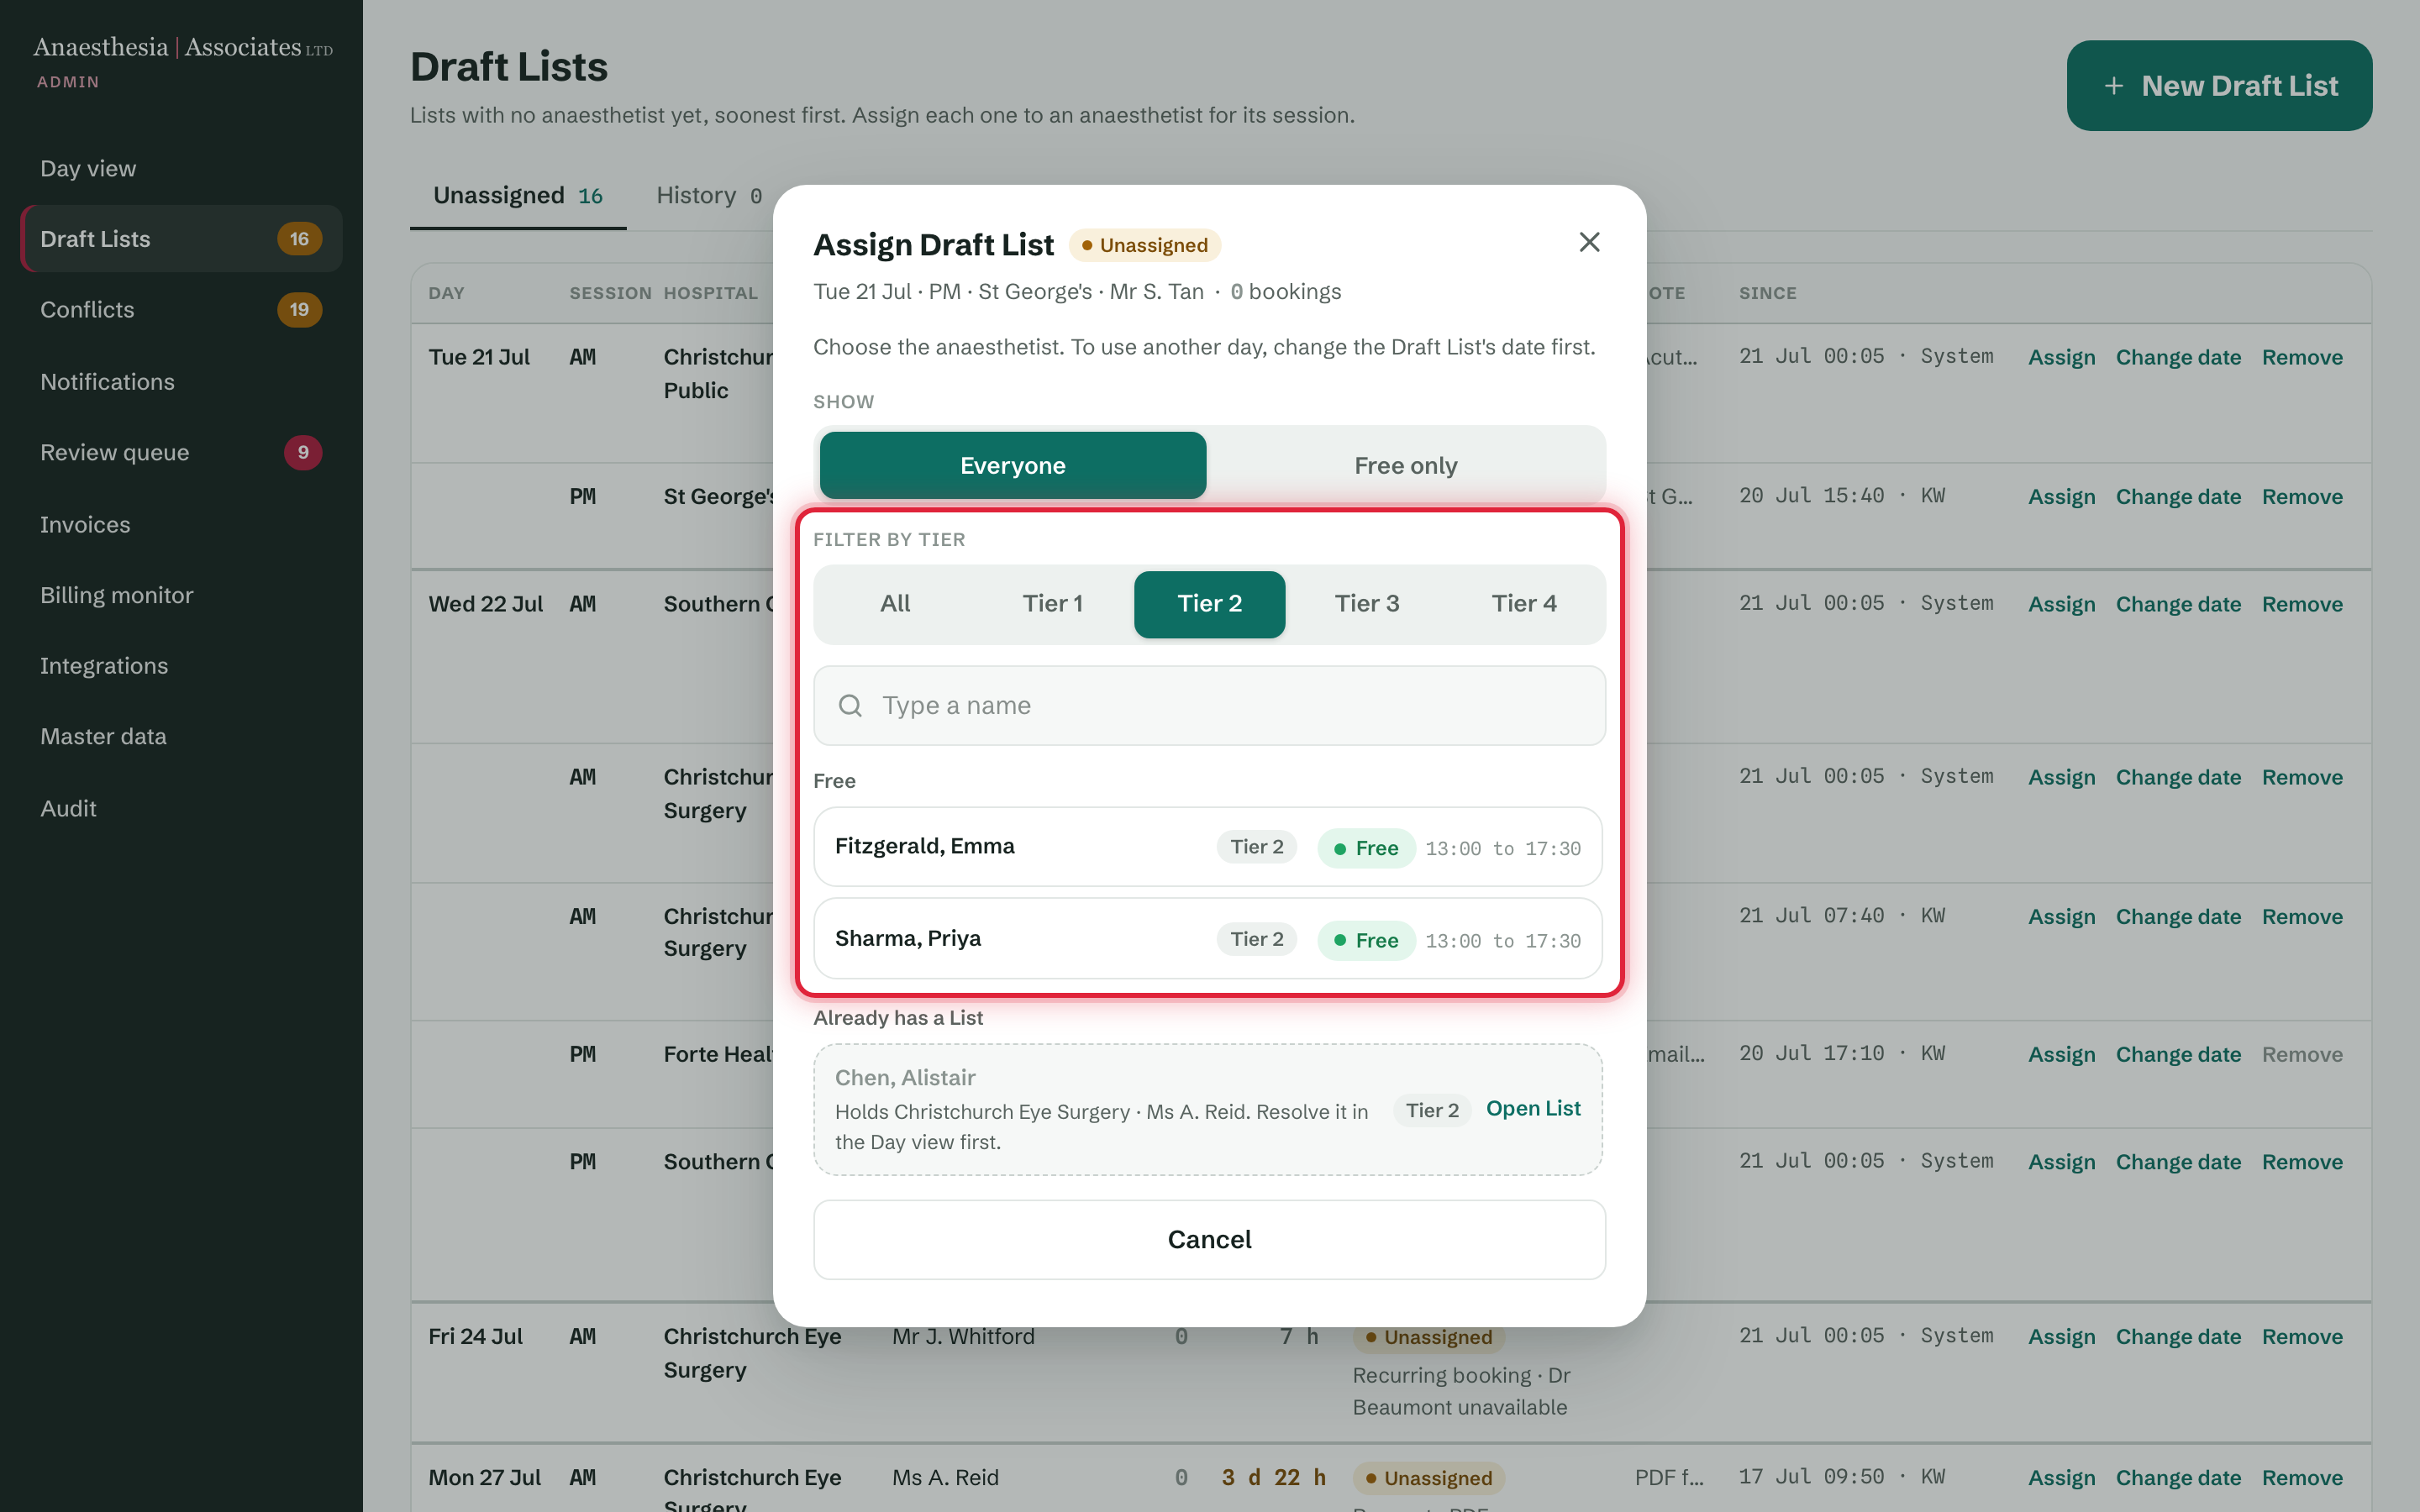 Anaesthesia | Associates LTD
ADMIN
Day view
Draft Lists 16
Conflicts 19
Notifications
Review queue 9
Invoices
Billing monitor
Integrations
Master data
Audit
Draft Lists
Lists with no anaesthetist yet, soonest first. Assign each one to an anaesthetist for its session.
+ New Draft List
Unassigned 16 History 0
DAY SESSION HOSPITAL OTE SINCE
Tue 21 Jul AM Christchur 21 Jul 00:05 · System Assign Change date Remove
Public
PM St George's 20 Jul 15:40 · KW Assign Change date Remove
Wed 22 Jul AM Southern 21 Jul 00:05 · System Assign Change date Remove
AM Christchur 21 Jul 00:05 · System Assign Change date Remove
Surgery
AM Christchur 21 Jul 07:40 · KW Assign Change date Remove
Surgery
PM Forte Heal mail… 20 Jul 17:10 · KW Assign Change date Remove
PM Southern 21 Jul 00:05 · System Assign Change date Remove
Fri 24 Jul AM Christchurch Eye Mr J. Whitford 0 7 h Unassigned 21 Jul 00:05 · System Assign Change date Remove
Surgery Recurring booking · Dr
Beaumont unavailable
Mon 27 Jul AM Christchurch Eye Ms A. Reid 0 3 d 22 h Unassigned PDF f… 17 Jul 09:50 · KW Assign Change date Remove
Assign Draft List Unassigned
Tue 21 Jul · PM · St George's · Mr S. Tan · 0 bookings
Choose the anaesthetist. To use another day, change the Draft List's date first.
SHOW
Everyone Free only
FILTER BY TIER
All Tier 1 Tier 2 Tier 3 Tier 4
Type a name
Free
Fitzgerald, Emma Tier 2 Free 13:00 to 17:30
Sharma, Priya Tier 2 Free 13:00 to 17:30
Already has a List
Chen, Alistair
Holds Christchurch Eye Surgery · Ms A. Reid. Resolve it in Tier 2 Open List
the Day view first.
Cancel